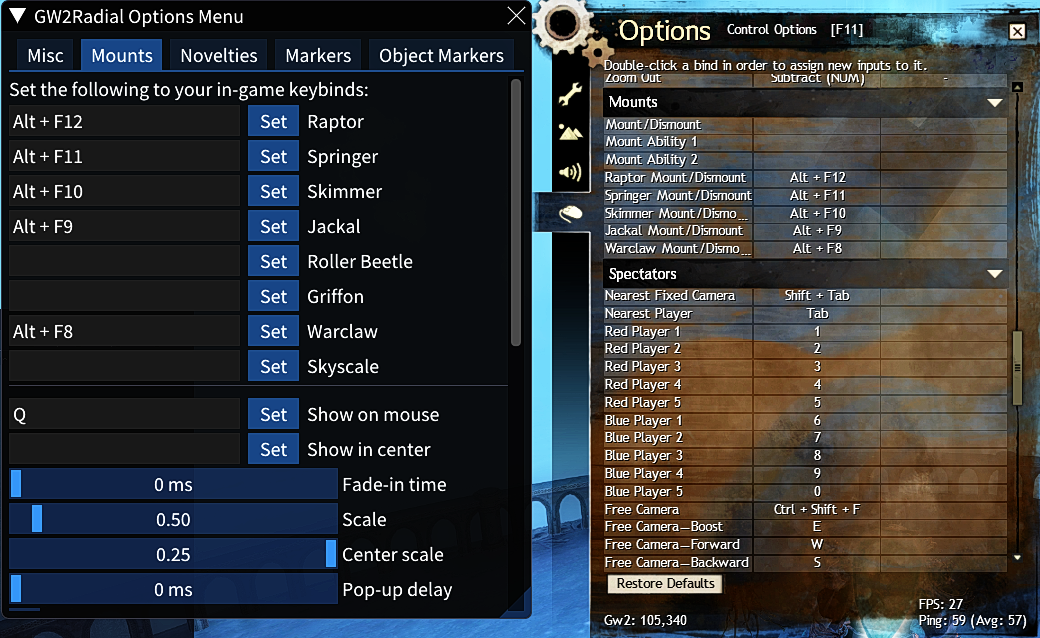 GW2Radial Options Menu
Misc Mounts Novelties Markers Object Markers
Set the following to your in-game keybinds:
Alt + F12 Set Raptor
Alt + F11 Set Springer
Alt + F10 Set Skimmer
Alt + F9 Set Jackal
Set Roller Beetle
Set Griffon
Alt + F8 Set Warclaw
Set Skyscale
Q Set Show on mouse
Set Show in center
0 ms Fade-in time
0.50 Scale
0.25 Center scale
0 ms Pop-up delay
Options Control Options [F11]
Double-click a bind in order to assign new inputs to it.
Zoom Out Subtract (NUM) -
Mounts
Mount/Dismount
Mount Ability 1
Mount Ability 2
Raptor Mount/Dismount Alt + F12
Springer Mount/Dismount Alt + F11
Skimmer Mount/Dismo... Alt + F10
Jackal Mount/Dismount Alt + F9
Warclaw Mount/Dismo... Alt + F8
Spectators
Nearest Fixed Camera Shift + Tab
Nearest Player Tab
Red Player 1 1
Red Player 2 2
Red Player 3 3
Red Player 4 4
Red Player 5 5
Blue Player 1 6
Blue Player 2 7
Blue Player 3 8
Blue Player 4 9
Blue Player 5 0
Free Camera Ctrl + Shift + F
Free Camera—Boost E
Free Camera—Forward W
Free Camera—Backward S
Restore Defaults
Gw2: 105,340
FPS: 27
Ping: 59 (Avg: 57)